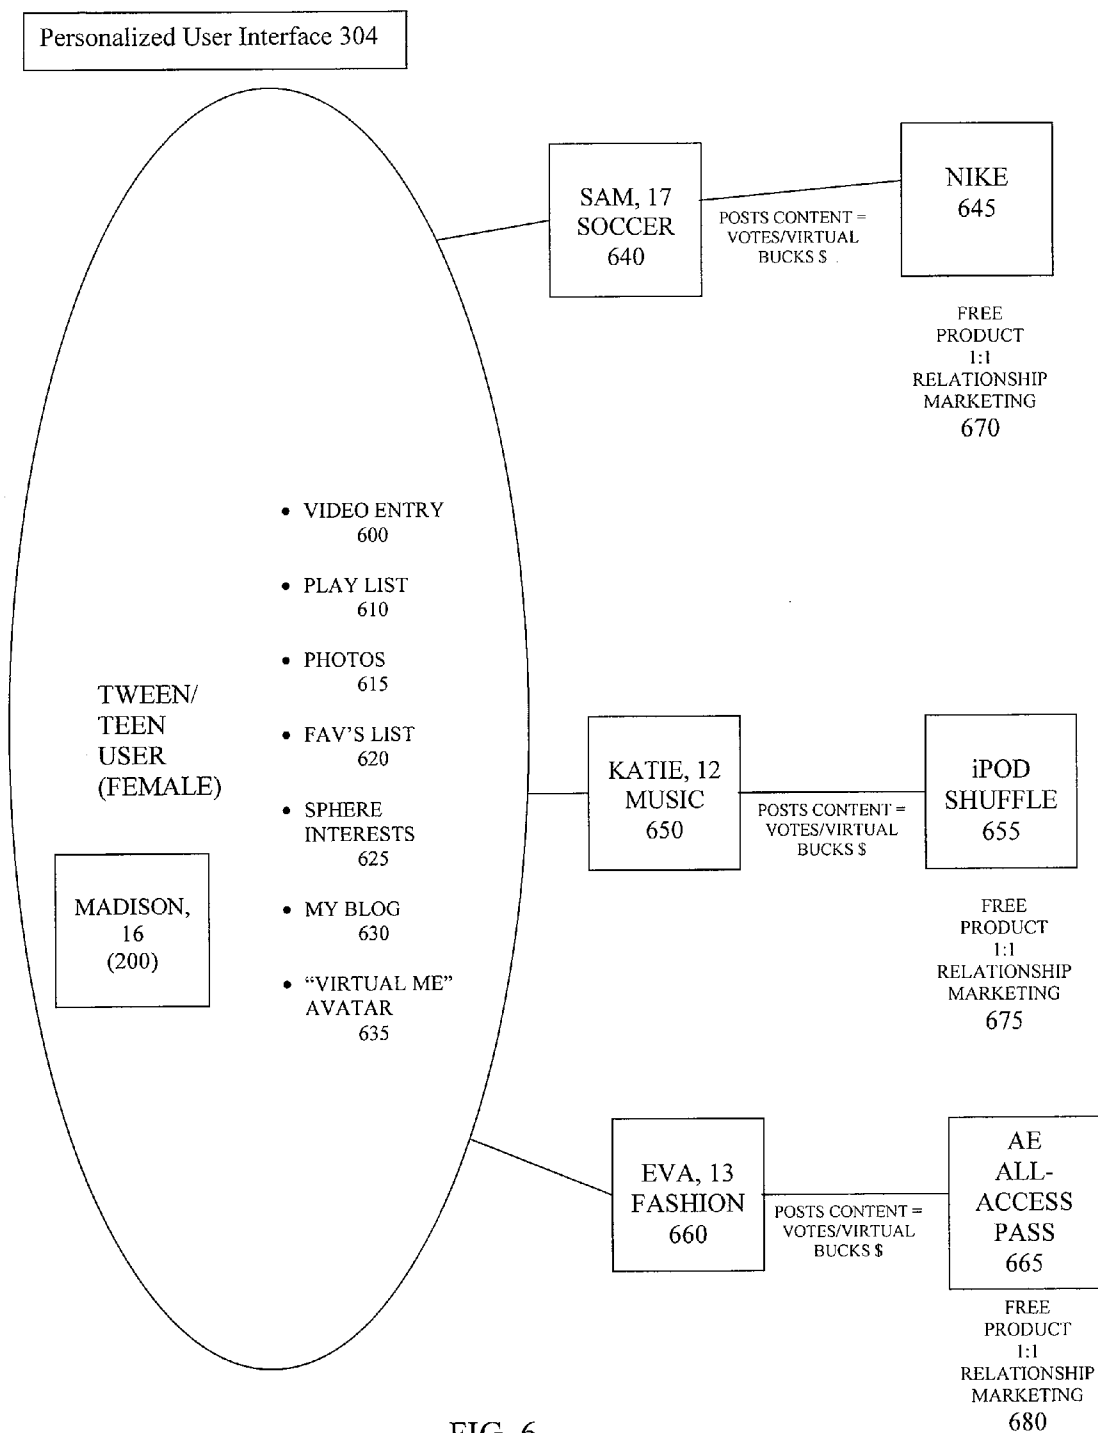 Personalized User Interface 304
SAM, 17
SOCCER
640
POSTS CONTENT =
VOTES/VIRTUAL
BUCKS $
NIKE
645
FREE
PRODUCT
1:1
RELATIONSHIP
MARKETING
670
TWEEN/
TEEN
USER
(FEMALE)
MADISON,
16
(200)
• VIDEO ENTRY
600
• PLAY LIST
610
• PHOTOS
615
• FAV'S LIST
620
• SPHERE
INTERESTS
625
• MY BLOG
630
• “VIRTUAL ME”
AVATAR
635
KATIE, 12
MUSIC
650
POSTS CONTENT =
VOTES/VIRTUAL
BUCKS $
iPOD
SHUFFLE
655
FREE
PRODUCT
1:1
RELATIONSHIP
MARKETING
675
EVA, 13
FASHION
660
POSTS CONTENT =
VOTES/VIRTUAL
BUCKS $
AE
ALL-
ACCESS
PASS
665
FREE
PRODUCT
1:1
RELATIONSHIP
MARKETING
680
FIG. 6